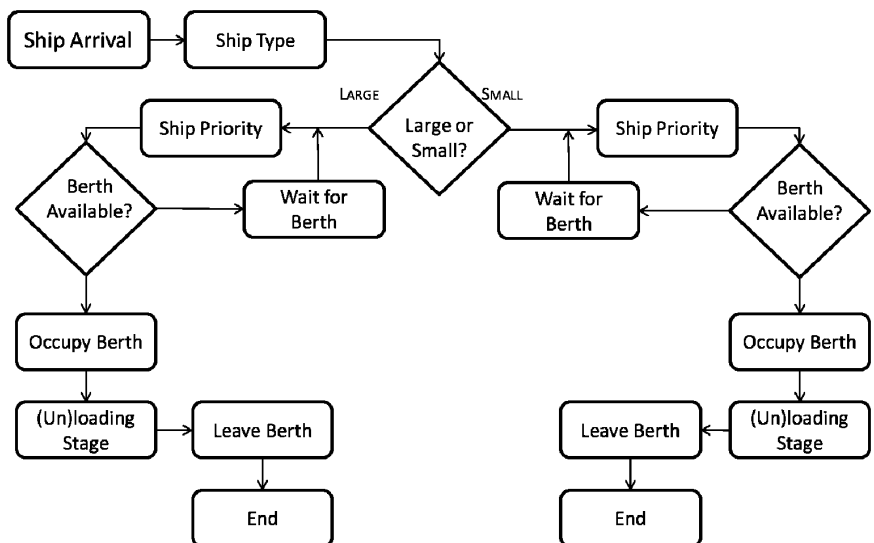 Ship Arrival
Ship Type
LARGE
SMALL
Large or
Small?
Ship Priority
Ship Priority
Berth
Available?
Wait for
Berth
Wait for
Berth
Berth
Available?
Occupy Berth
Occupy Berth
(Un)loading
Stage
Leave Berth
Leave Berth
(Un)loading
Stage
End
End